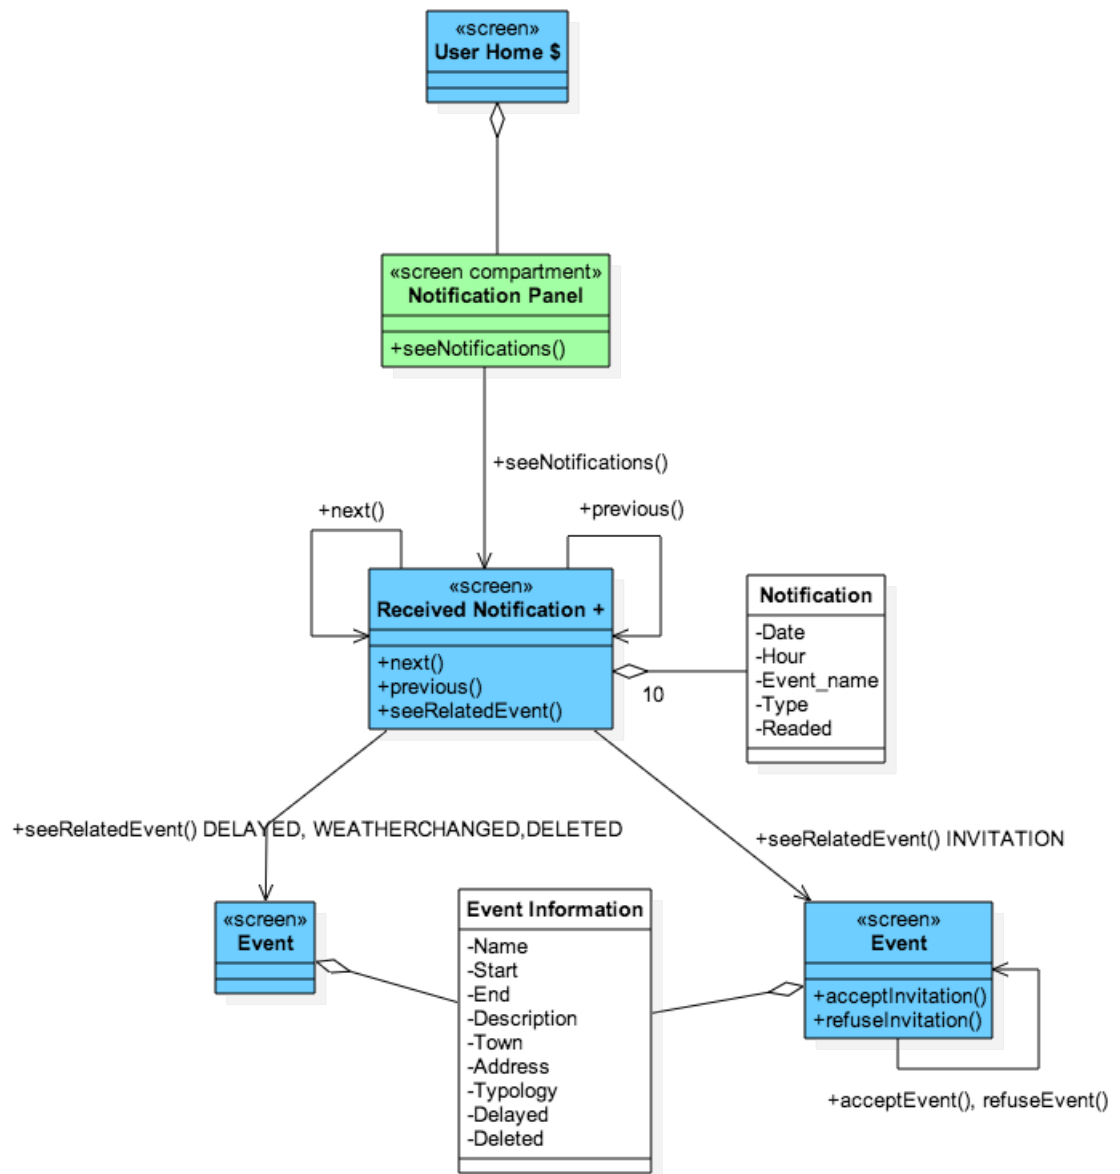 «screen»
User Home $
«screen compartment»
Notification Panel
+seeNotifications()
+seeNotifications()
+next()
+previous()
«screen»
Received Notification +
+next()
+previous()
+seeRelatedEvent()
10
Notification
-Date
-Hour
-Event_name
-Type
-Readed
+seeRelatedEvent() DELAYED, WEATHERCHANGED,DELETED
+seeRelatedEvent() INVITATION
«screen»
Event
Event Information
-Name
-Start
-End
-Description
-Town
-Address
-Typology
-Delayed
-Deleted
«screen»
Event
+acceptInvitation()
+refuseInvitation()
+acceptEvent(), refuseEvent()